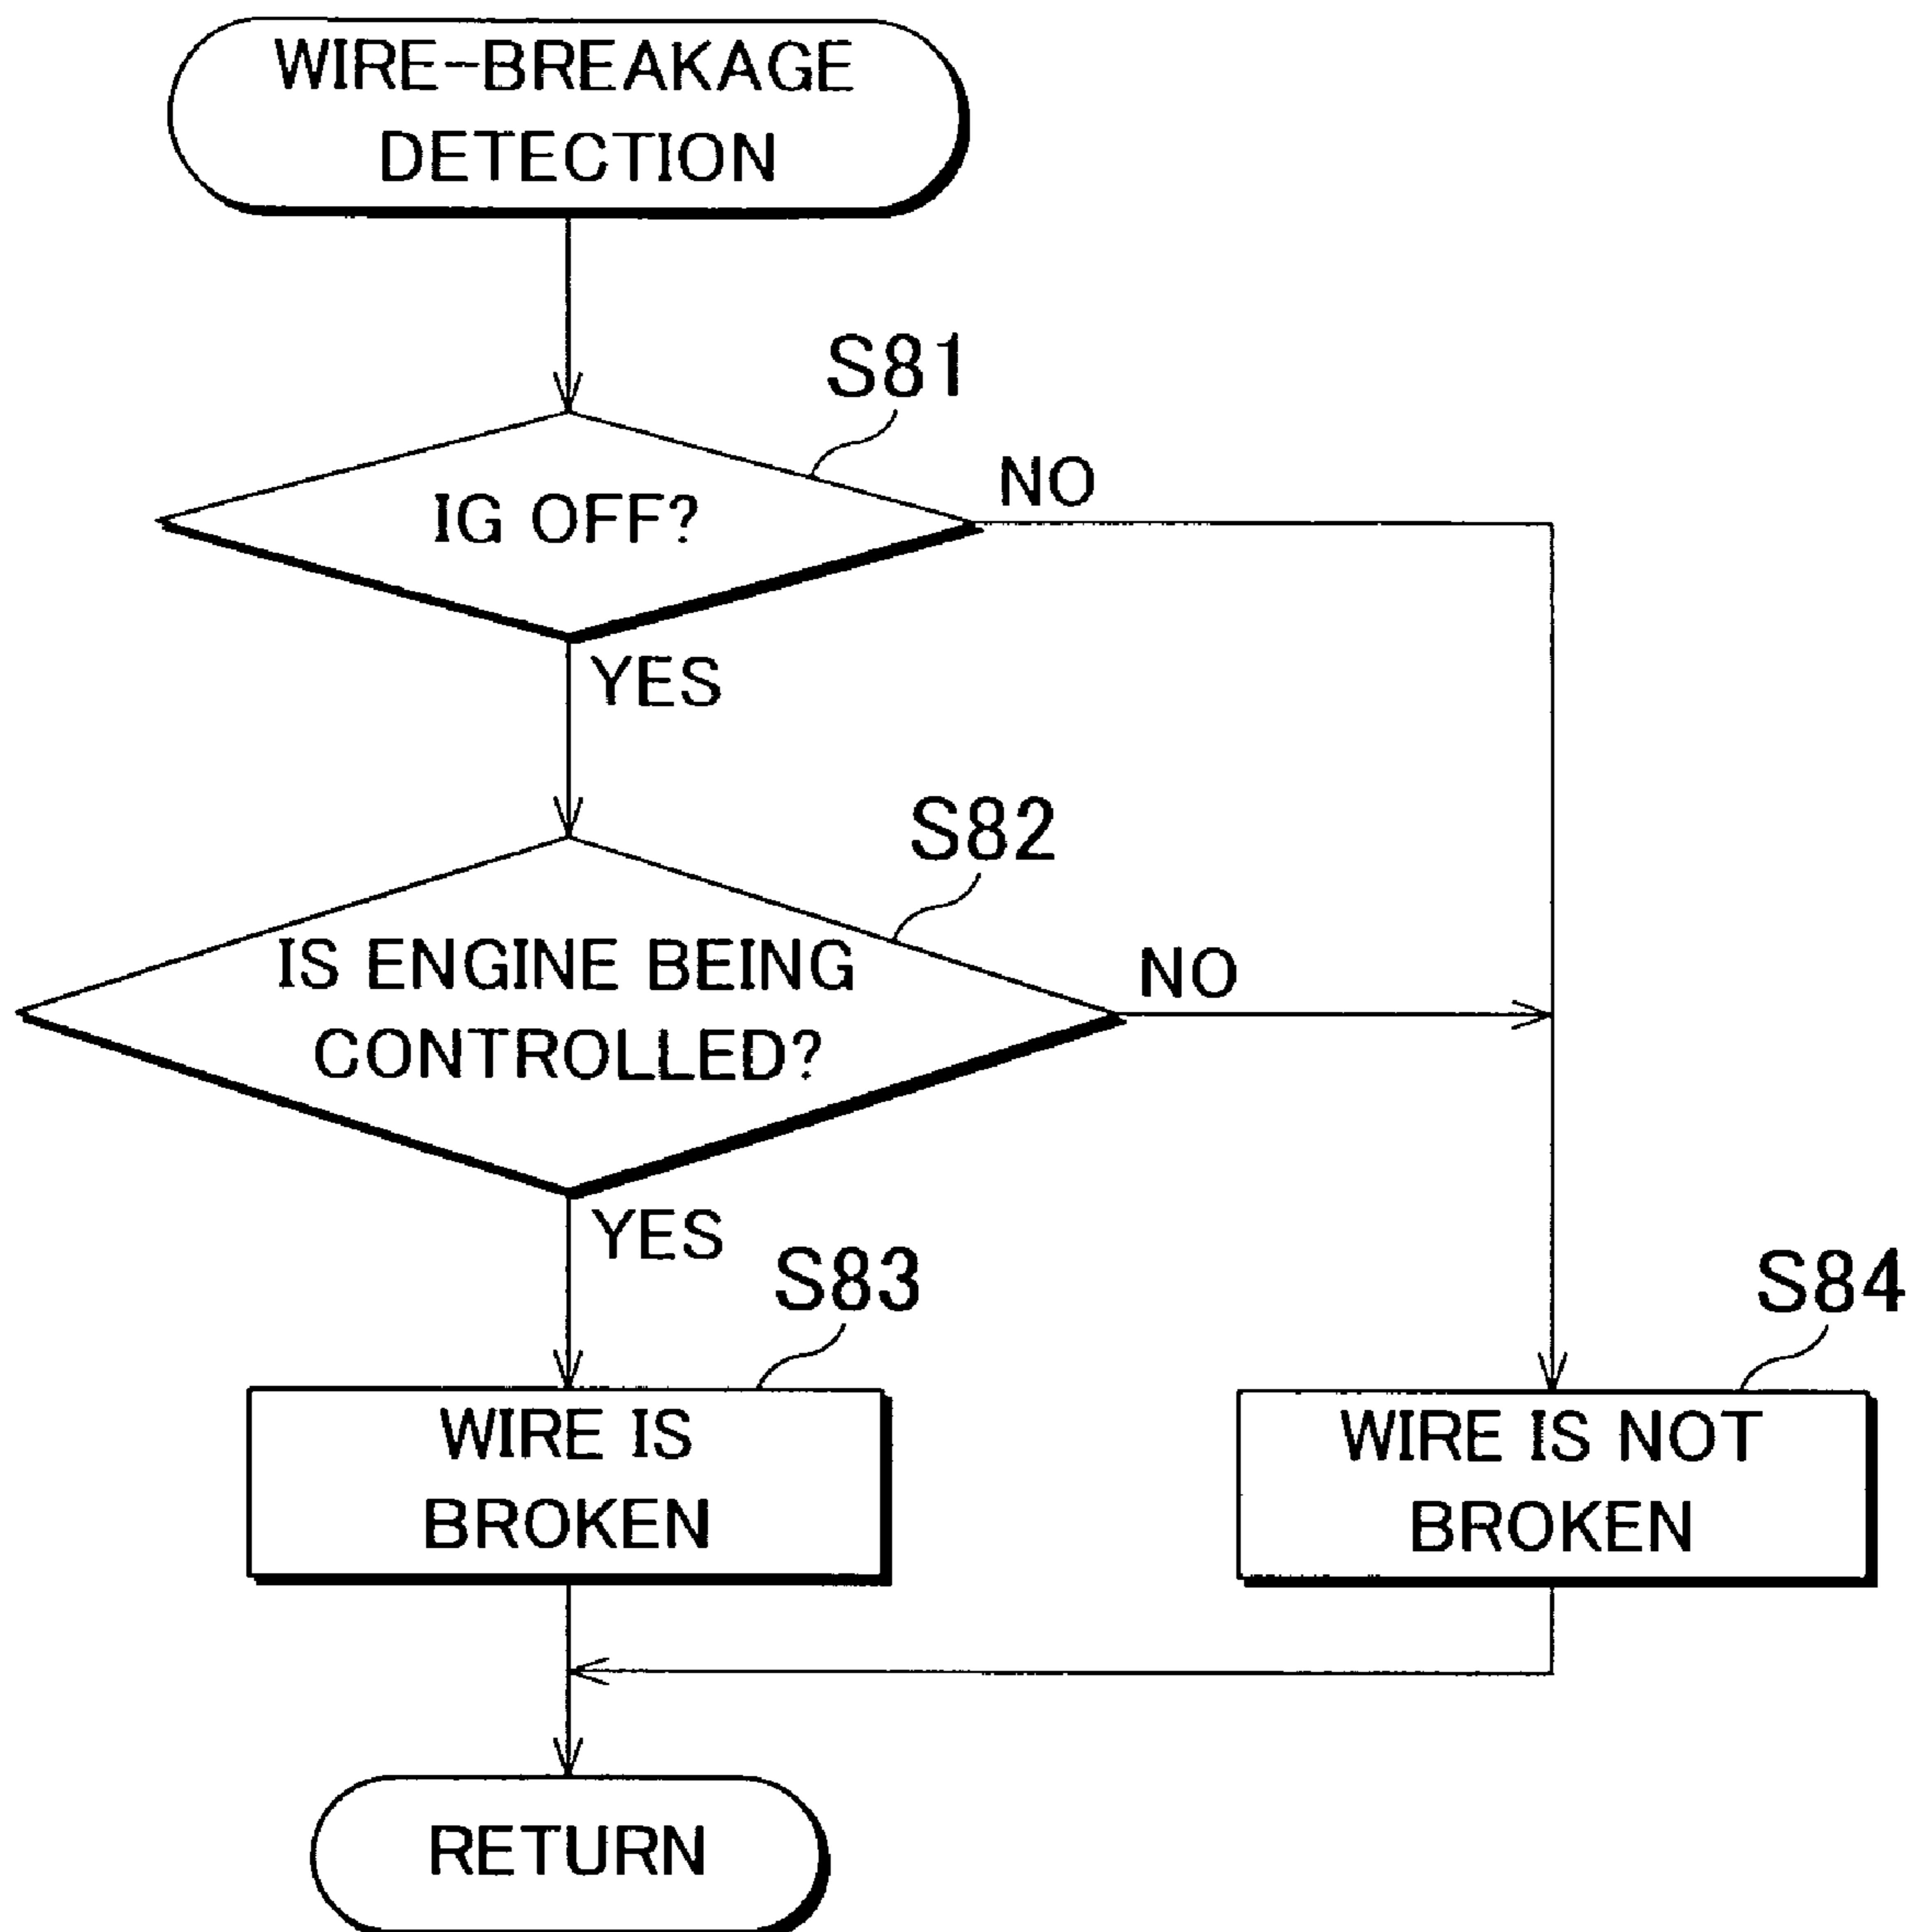 WIRE-BREAKAGE
DETECTION
S81
IG OFF?
NO
YES
S82
IS ENGINE BEING
CONTROLLED?
NO
YES
S83
S84
WIRE IS
BROKEN
WIRE IS NOT
BROKEN
RETURN